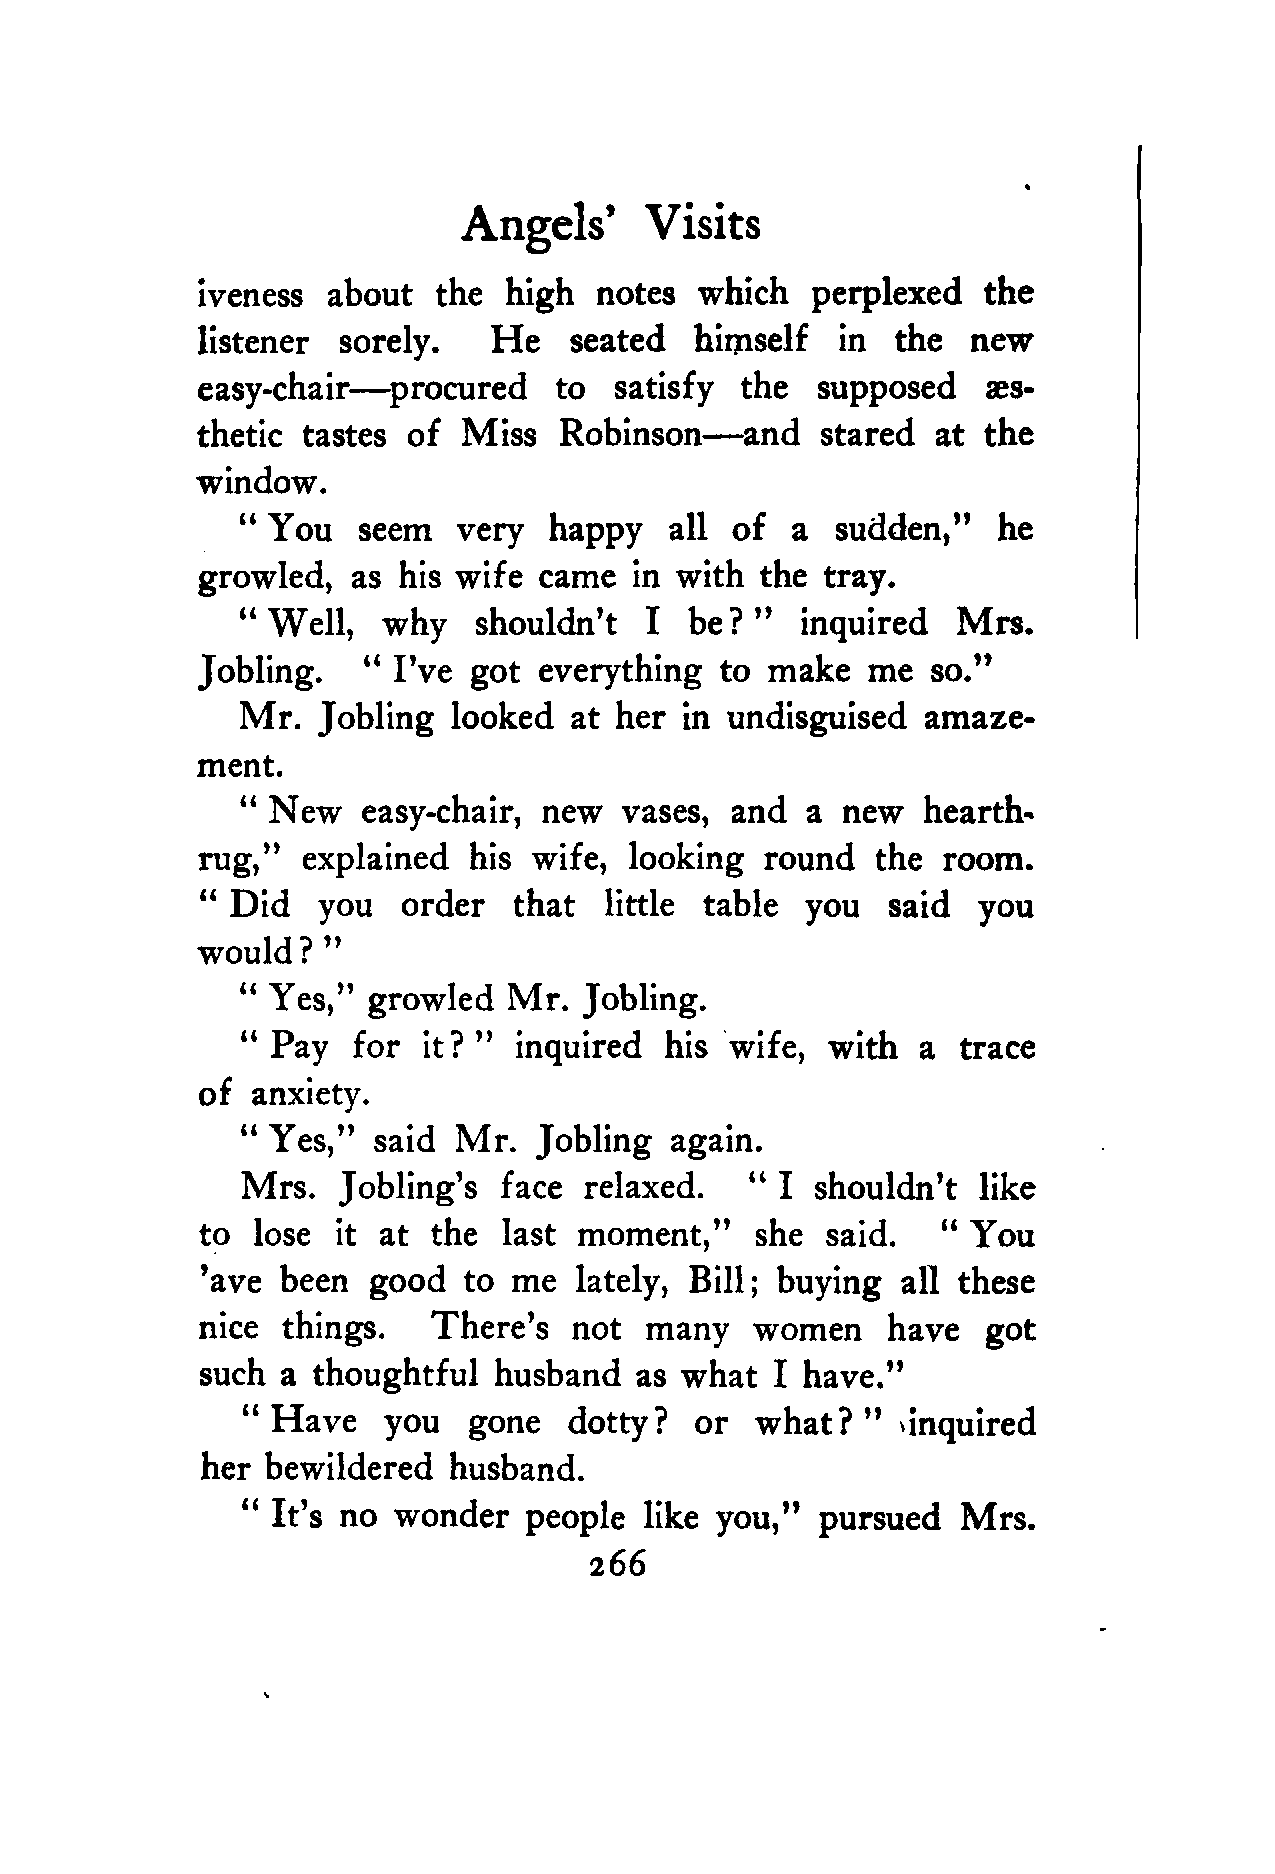 Angels' Visits
iveness about the high notes which perplexed the
listener sorely. He seated himself in the new
easy-chair—procured to satisfy the supposed æs-
thetic tastes of Miss Robinson—and stared at the
window.
" You seem very happy all of a sudden," he
growled, as his wife came in with the tray.
" Well, why shouldn't I be? " inquired Mrs.
Jobling. " I've got everything to make me so."
Mr. Jobling looked at her in undisguised amaze-
ment.
" New easy-chair, new vases, and a new hearth-
rug," explained his wife, looking round the room.
" Did you order that little table you said you
would? "
" Yes," growled Mr. Jobling.
" Pay for it? " inquired his wife, with a trace
of anxiety.
" Yes," said Mr. Jobling again.
Mrs. Jobling's face relaxed. " I shouldn't like
to lose it at the last moment," she said. " You
'ave been good to me lately, Bill; buying all these
nice things. There's not many women have got
such a thoughtful husband as what I have."
" Have you gone dotty? or what? " inquired
her bewildered husband.
" It's no wonder people like you," pursued Mrs.
266